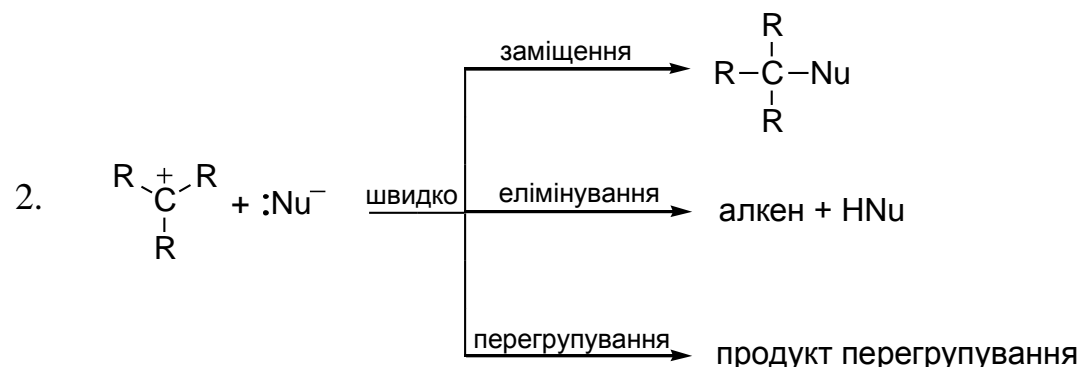 заміщення
R
R–C–Nu
R
2.
R + R
C + :Nu⁻
R
швидко
елімінування
алкен + HNu
перегрупування
продукт перегрупування